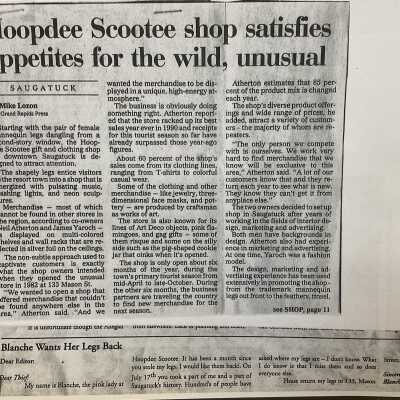 Hoopdee Scootee shop satisfies
appetites for the wild, unusual
SAUGATUCK
Mike Lozon
Grand Rapids Press
Starting with the pair of female
mannequin legs dangling from a
second-story window, the Hoop-
dee Scootee gift and clothing shop
in downtown Saugatuck is de-
signed to attract attention.
The shapely legs entice visitors
to the resort town into a shop that is
energized with pulsating music,
flashing lights, and neon sculp-
tures.
Merchandise – most of which
cannot be found in other stores in
the region, according to co-owners
Neil Atherton and James Yaroch –
is displayed on multi-colored
shelves and wall racks that are re-
flected in silver foil on the ceilings.
The non-subtle approach used to
captivate customers is exactly
what the shop owners intended
when they opened the unusual
store in 1982 at 133 Mason St.
"We wanted to open a shop that
offered merchandise that couldn't
be found anywhere else in the
area," Atherton said. "And we
wanted the merchandise to be dis-
played in a unique, high-energy at-
mosphere."
The business is obviously doing
something right. Atherton report-
ed that the store racked up its best
sales year ever in 1990 and receipts
for this tourist season so far have
already surpassed those year-ago
figures.
About 60 percent of the shop's
sales come from its clothing lines,
ranging from T-shirts to colorful
casual wear.
Some of the clothing and other
merchandise – like jewelry, three-
dimensional face masks, and pot-
tery – are produced by craftsman
as works of art.
The store is also known for its
lines of Art Deco objects, pink fla-
mingoes, and gag gifts – some of
them risque and some on the silly
side such as the pig-shaped cookie
jar that oinks when it's opened.
The shop is only open about six
months of the year, during the
town's primary tourist season from
mid-April to late-October. During
the other six months, the business
partners are traveling the country
to find new merchandise for the
next season.
Atherton estimates that 85 per-
cent of the product mix is changed
each year.
The shop's diverse product offer-
ings and wide range of prices, he
added, attract a variety of custom-
ers – the majority of whom are re-
peaters.
"The only person we compete
with is ourselves. We work very
hard to find merchandise that we
know will be exclusive to this
area," Atherton said. "A lot of our
customers know that and they re-
turn each year to see what is new.
They know they can't get it from
anyplace else."
The two owners decided to set up
shop in Saugatuck after years of
working in the fields of interior de-
sign, marketing and advertising.
Both men have backgrounds in
design. Atherton also had experi-
ence in marketing and advertising.
At one time, Yaroch was a fashion
model.
The design, marketing and ad-
vertising experience has been used
extensively in promoting the shop –
from the trademark mannequin
legs out front to the
see SHOP, page 11
Blanche Wants Her Legs Back
Dear Editor:
Dear Thief,
My name is Blanche, the pink lady at
Hoopdee Scootee. It has been a month since
you stole my legs. I would like them back. On
July 17th you took a part of me and a part of
Saugatuck's history. Hundreds of people have
asked where my legs are – I don't know. What
I do know is that I miss them and so does
everyone else.
Please return my legs to 133, Mason